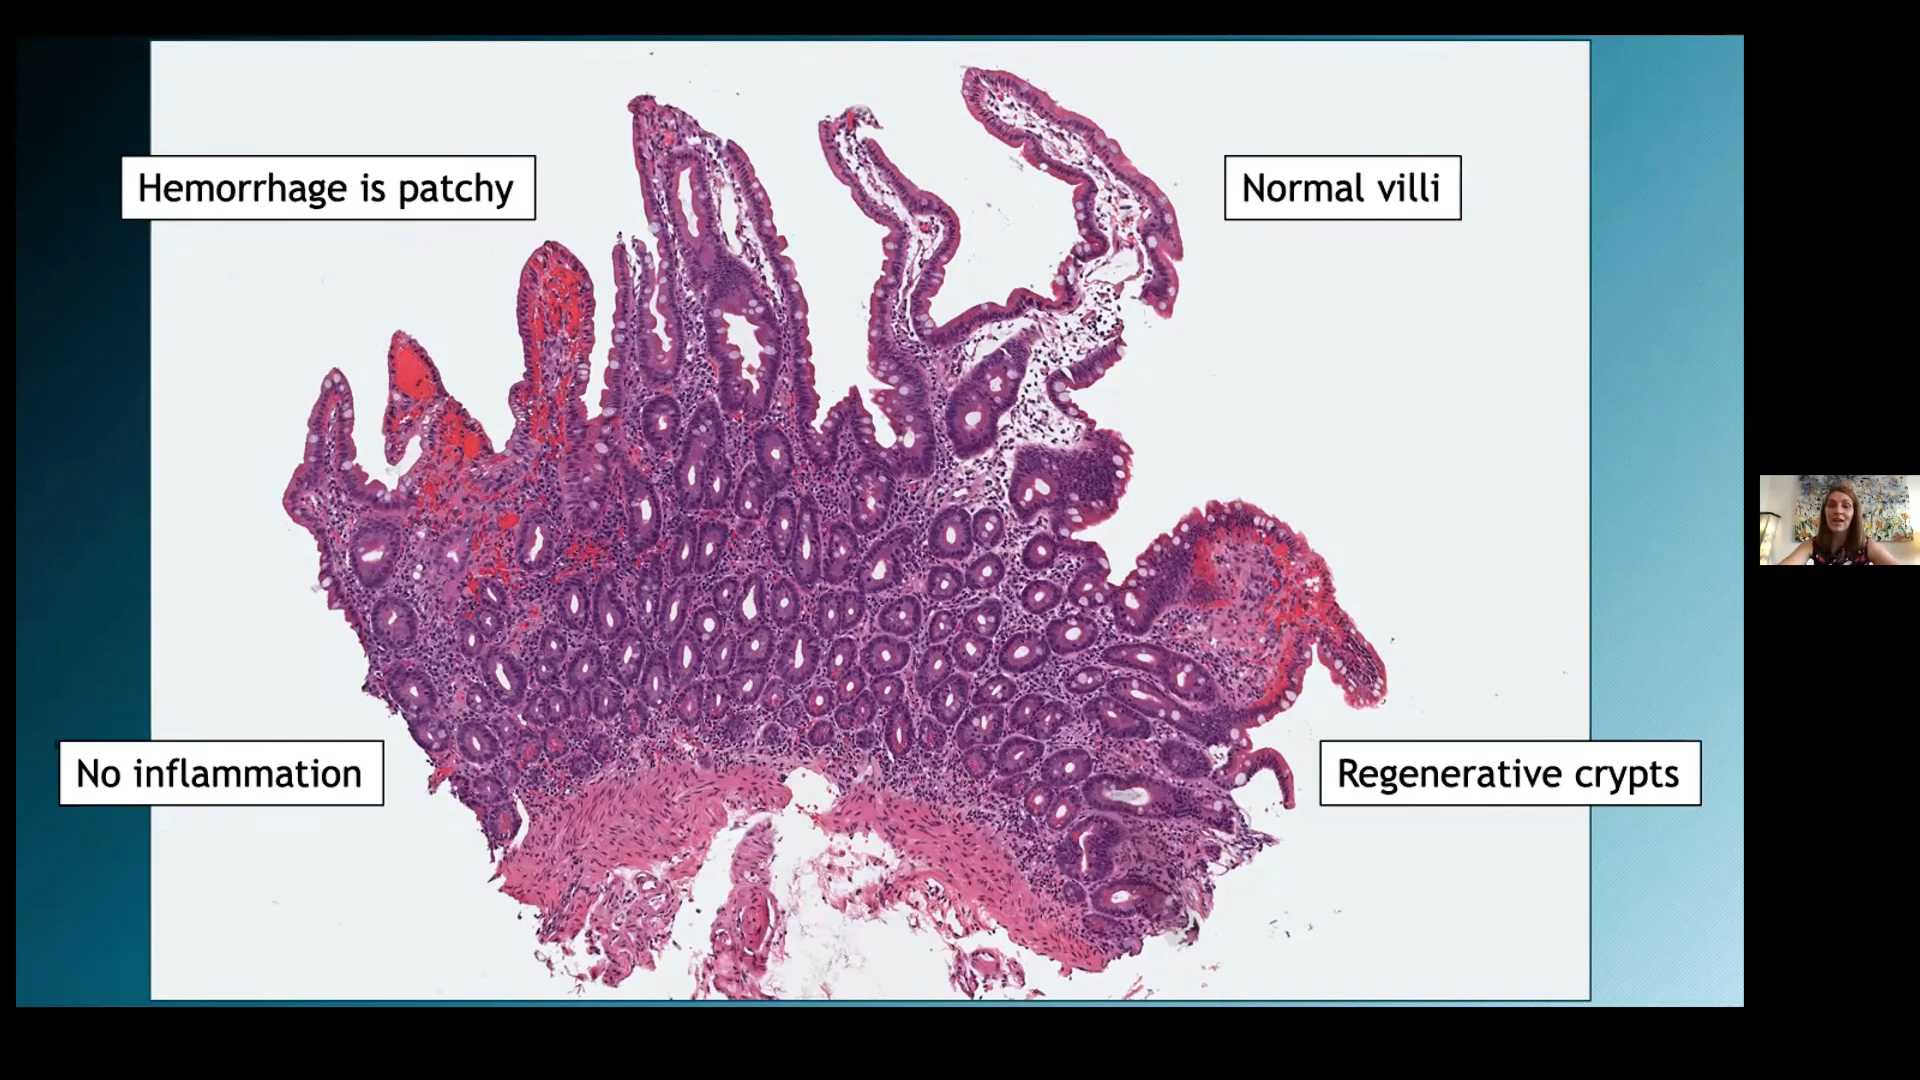 Hemorrhage is patchy
Normal villi
No inflammation
Regenerative crypts